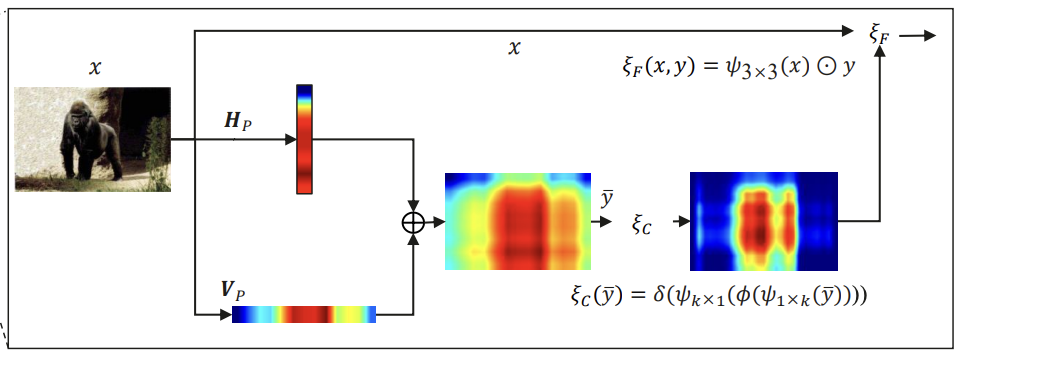 x
x
ξ_F
ξ_F(x, y) = ψ_{3×3}(x) ⊙ y
H_P
ȳ
ξ_C
V_P
ξ_C(ȳ) = δ(ψ_{k×1}(ϕ(ψ_{1×k}(ȳ))))